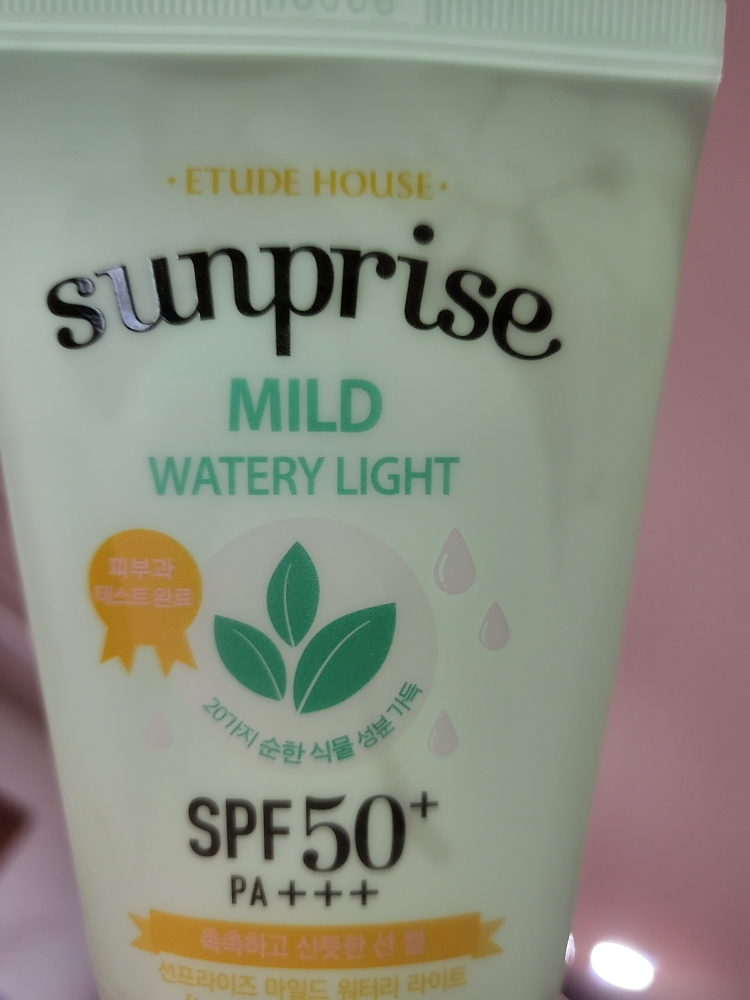 ·ETUDE HOUSE·
sunprise
MILD
WATERY LIGHT
피부과
테스트 완료
20가지 순한 식물 성분 가득
SPF50+
PA+++
촉촉하고 산뜻한 선 젤
선프라이즈 마일드 워터리 라이트